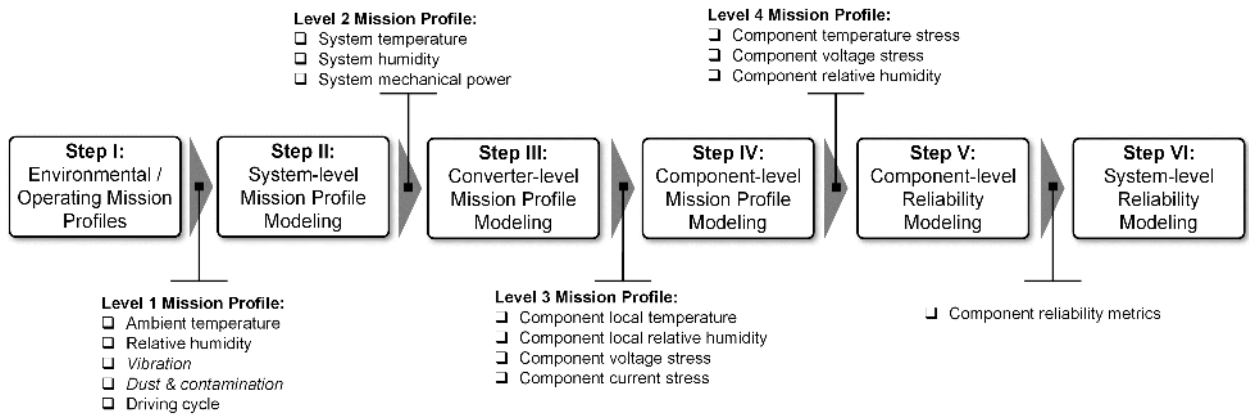 Level 2 Mission Profile:
❑ System temperature
❑ System humidity
❑ System mechanical power
Level 4 Mission Profile:
❑ Component temperature stress
❑ Component voltage stress
❑ Component relative humidity
Step I:
Environmental /
Operating Mission
Profiles
Step II:
System-level
Mission Profile
Modeling
Step III:
Converter-level
Mission Profile
Modeling
Step IV:
Component-level
Mission Profile
Modeling
Step V:
Component-level
Reliability
Modeling
Step VI:
System-level
Reliability
Modeling
Level 1 Mission Profile:
❑ Ambient temperature
❑ Relative humidity
❑ Vibration
❑ Dust & contamination
❑ Driving cycle
Level 3 Mission Profile:
❑ Component local temperature
❑ Component local relative humidity
❑ Component voltage stress
❑ Component current stress
❑ Component reliability metrics